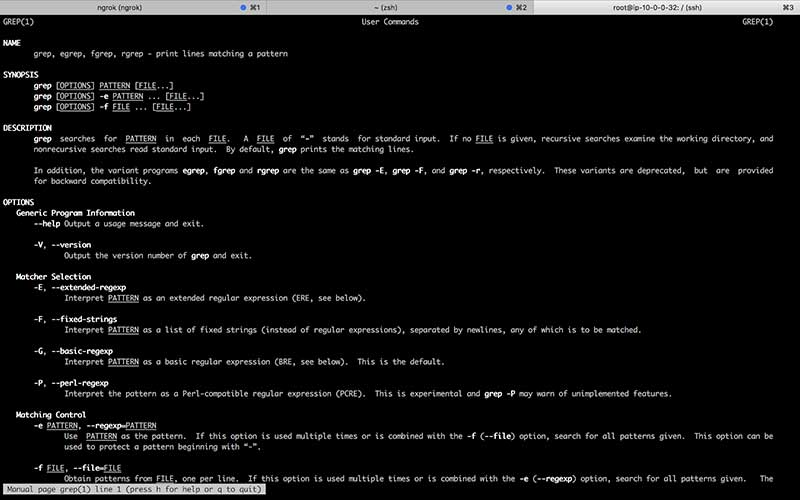 ngrok (ngrok) ⌘1 ~ (zsh) ⌘2 root@ip-10-0-0-32: / (ssh) ⌘3
GREP(1) User Commands GREP(1)
NAME
grep, egrep, fgrep, rgrep - print lines matching a pattern
SYNOPSIS
grep [OPTIONS] PATTERN [FILE...]
grep [OPTIONS] -e PATTERN ... [FILE...]
grep [OPTIONS] -f FILE ... [FILE...]
DESCRIPTION
grep searches for PATTERN in each FILE. A FILE of “-” stands for standard input. If no FILE is given, recursive searches examine the working directory, and
nonrecursive searches read standard input. By default, grep prints the matching lines.
In addition, the variant programs egrep, fgrep and rgrep are the same as grep -E, grep -F, and grep -r, respectively. These variants are deprecated, but are provided
for backward compatibility.
OPTIONS
Generic Program Information
--help Output a usage message and exit.
-V, --version
Output the version number of grep and exit.
Matcher Selection
-E, --extended-regexp
Interpret PATTERN as an extended regular expression (ERE, see below).
-F, --fixed-strings
Interpret PATTERN as a list of fixed strings (instead of regular expressions), separated by newlines, any of which is to be matched.
-G, --basic-regexp
Interpret PATTERN as a basic regular expression (BRE, see below). This is the default.
-P, --perl-regexp
Interpret the pattern as a Perl-compatible regular expression (PCRE). This is experimental and grep -P may warn of unimplemented features.
Matching Control
-e PATTERN, --regexp=PATTERN
Use PATTERN as the pattern. If this option is used multiple times or is combined with the -f (--file) option, search for all patterns given. This option can be
used to protect a pattern beginning with “-”.
-f FILE, --file=FILE
Obtain patterns from FILE, one per line. If this option is used multiple times or is combined with the -e (--regexp) option, search for all patterns given. The
Manual page grep(1) line 1 (press h for help or q to quit)